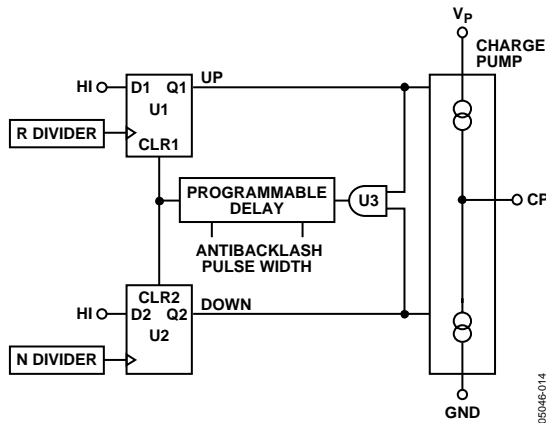 VP
CHARGE
PUMP
HI
D1 Q1
UP
U1
R DIVIDER
CLR1
PROGRAMMABLE
DELAY
U3
CP
ANTIBACKLASH
PULSE WIDTH
CLR2
HI
D2 Q2
DOWN
U2
N DIVIDER
GND
05046-014